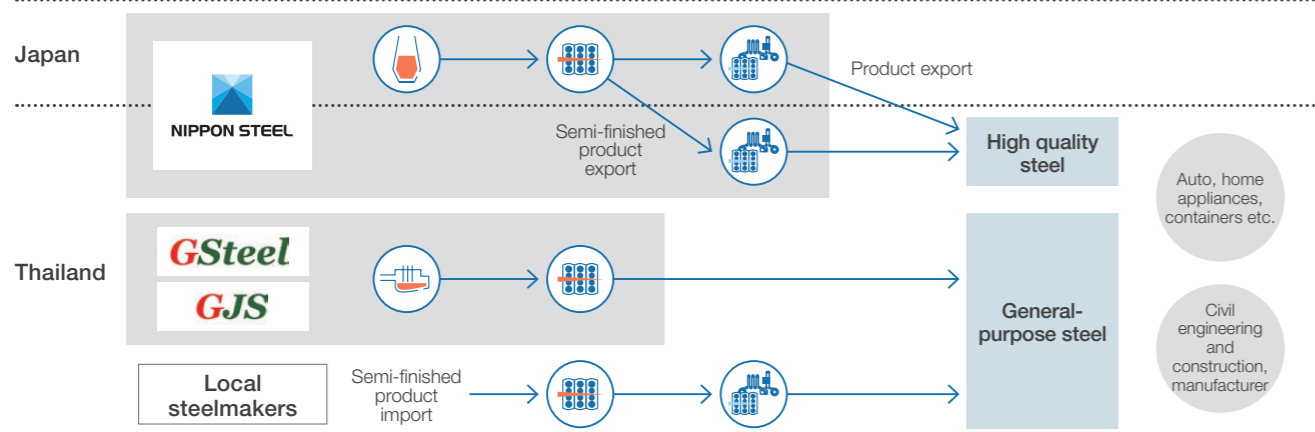 Japan
NIPPON STEEL
Product export
Semi-finished
product
export
High quality
steel
Auto, home
appliances,
containers etc.
Thailand
GSteel
GJS
General-
purpose steel
Civil
engineering
and
construction,
manufacturer
Local
steelmakers
Semi-finished
product
import